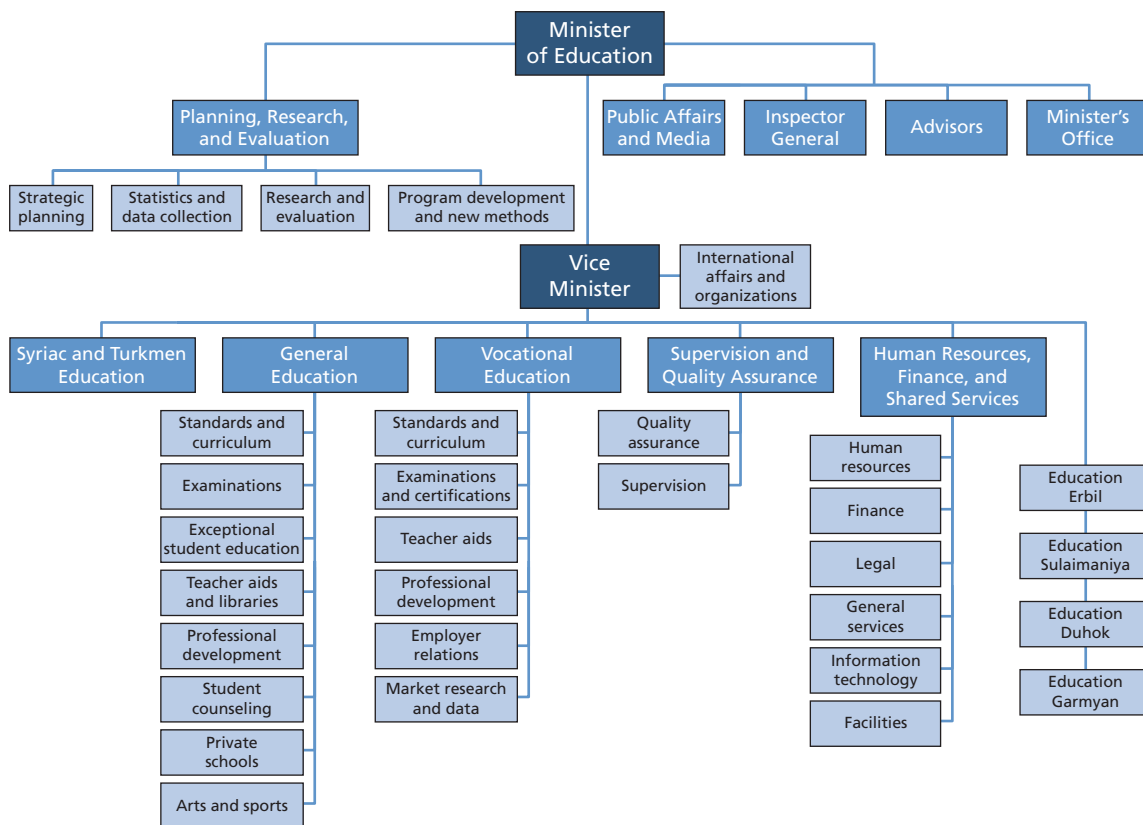 Minister
of Education
Planning, Research,
and Evaluation
Public Affairs
and Media
Inspector
General
Advisors
Minister's
Office
Strategic
planning
Statistics and
data collection
Research and
evaluation
Program development
and new methods
Vice
Minister
International
affairs and
organizations
Syriac and Turkmen
Education
General
Education
Vocational
Education
Supervision and
Quality Assurance
Human Resources,
Finance, and
Shared Services
Standards and
curriculum
Examinations
Exceptional
student education
Teacher aids
and libraries
Professional
development
Student
counseling
Private
schools
Arts and sports
Standards and
curriculum
Examinations
and certifications
Teacher aids
Professional
development
Employer
relations
Market research
and data
Quality
assurance
Supervision
Human
resources
Finance
Legal
General
services
Information
technology
Facilities
Education
Erbil
Education
Sulaimaniya
Education
Duhok
Education
Garmyan